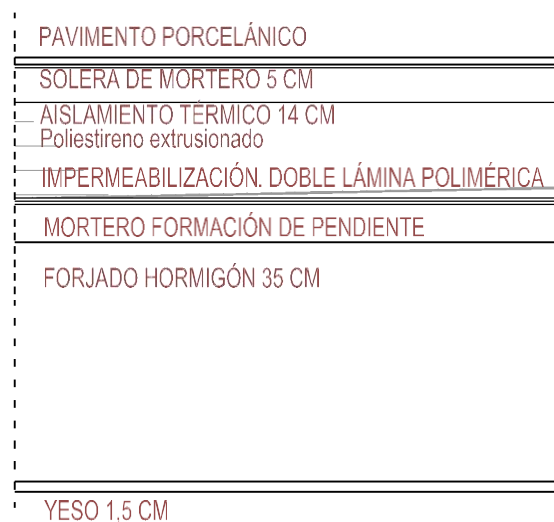 PAVIMENTO PORCELÁNICO
SOLERA DE MORTERO 5 CM
AISLAMIENTO TÉRMICO 14 CM
Poliestireno extrusionado
IMPERMEABILIZACIÓN. DOBLE LÁMINA POLIMÉRICA
MORTERO FORMACIÓN DE PENDIENTE
FORJADO HORMIGÓN 35 CM
YESO 1,5 CM